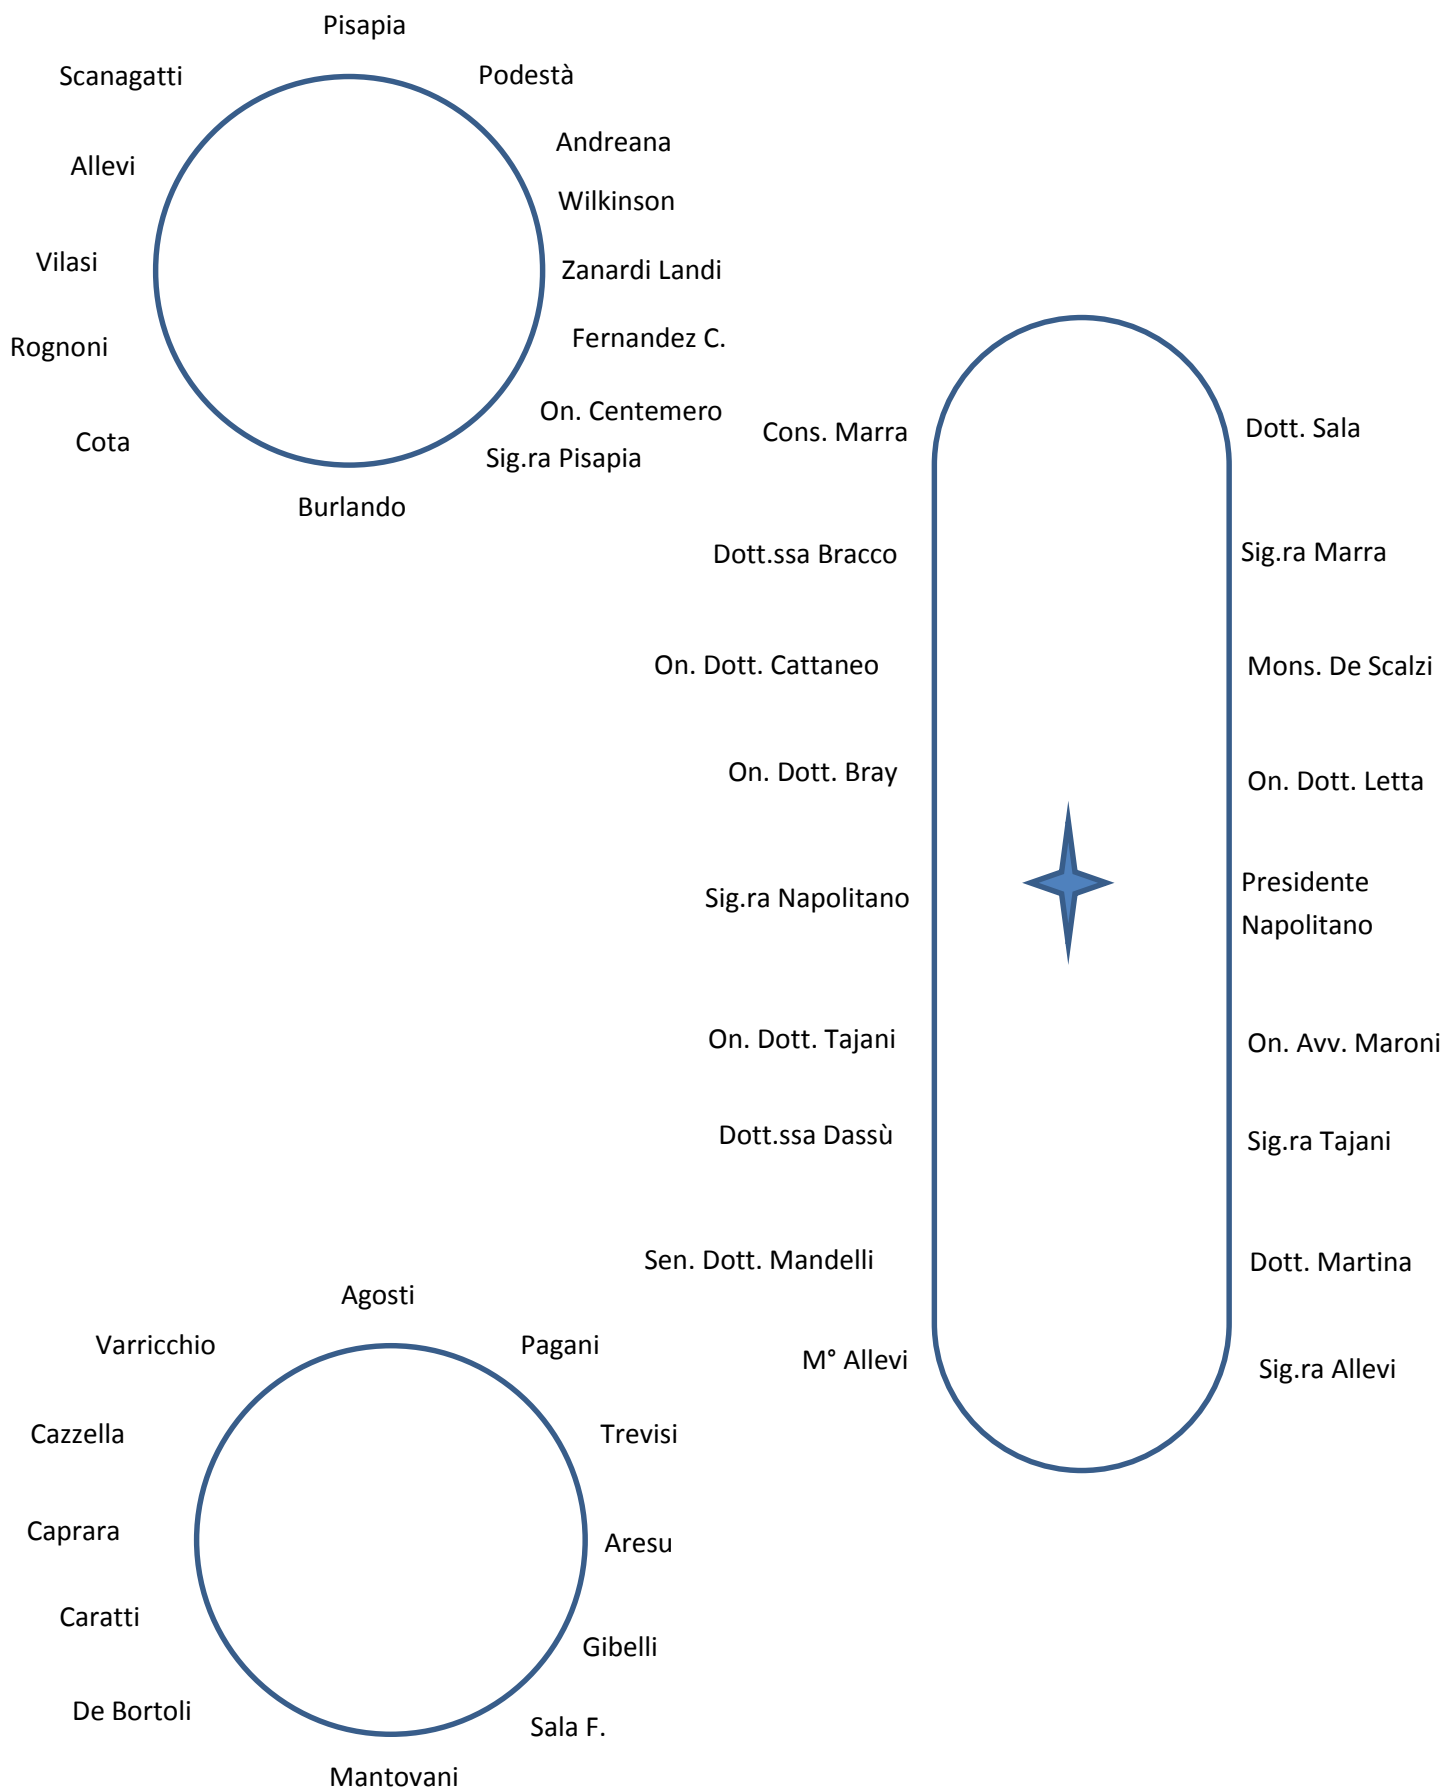 Pisapia
Scanagatti
Podestà
Andreana
Allevi
Wilkinson
Vilasi
Zanardi Landi
Rognoni
Fernandez C.
On. Centemero
Cota
Sig.ra Pisapia
Burlando
Cons. Marra
Dott. Sala
Dott.ssa Bracco
Sig.ra Marra
On. Dott. Cattaneo
Mons. De Scalzi
On. Dott. Bray
On. Dott. Letta
Sig.ra Napolitano
Presidente
Napolitano
On. Dott. Tajani
On. Avv. Maroni
Dott.ssa Dassù
Sig.ra Tajani
Sen. Dott. Mandelli
Dott. Martina
M° Allevi
Sig.ra Allevi
Agosti
Varricchio
Pagani
Cazzella
Trevisi
Caprara
Aresu
Caratti
Gibelli
De Bortoli
Sala F.
Mantovani